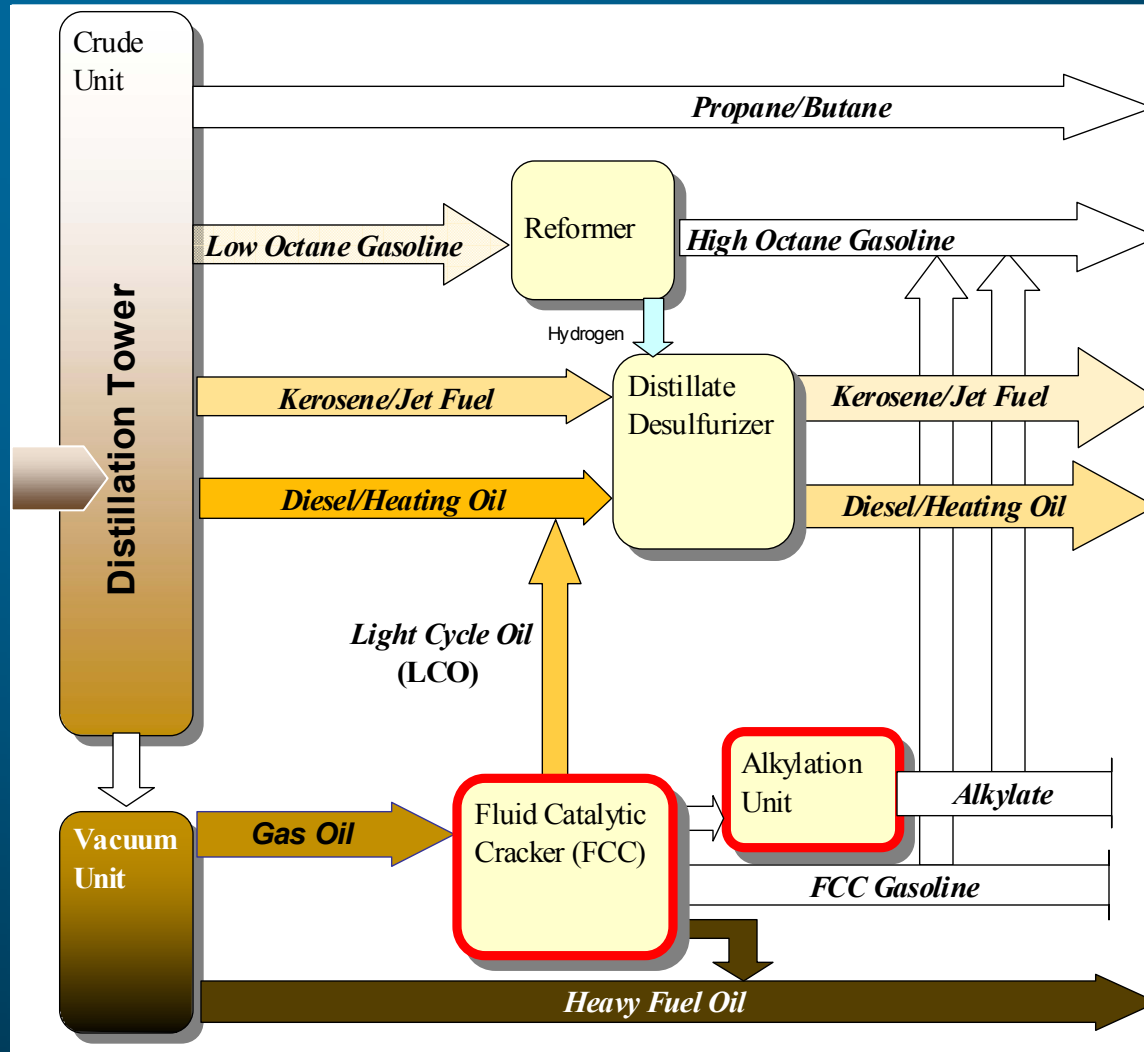 Crude
Unit
Distillation Tower
Propane/Butane
Low Octane Gasoline
Reformer
High Octane Gasoline
Hydrogen
Kerosene/Jet Fuel
Distillate
Desulfurizer
Kerosene/Jet Fuel
Diesel/Heating Oil
Diesel/Heating Oil
Light Cycle Oil
(LCO)
Vacuum
Unit
Gas Oil
Fluid Catalytic
Cracker (FCC)
Alkylation
Unit
Alkylate
FCC Gasoline
Heavy Fuel Oil